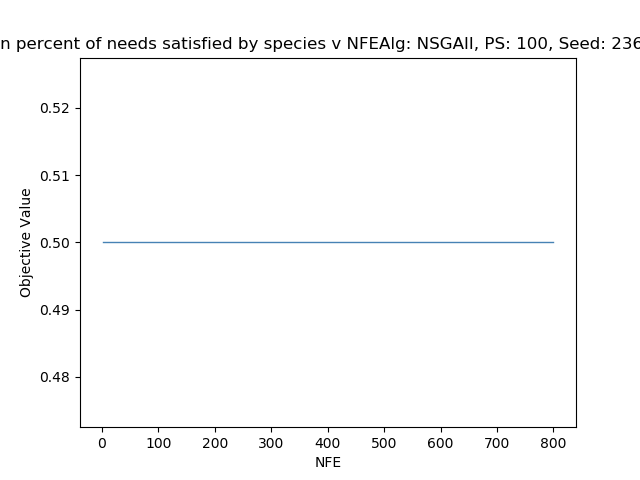 n percent of needs satisfied by species v NFEAlg: NSGAII, PS: 100, Seed: 236
0.52
0.51
0.50
0.49
0.48
Objective Value
0 100 200 300 400 500 600 700 800
NFE